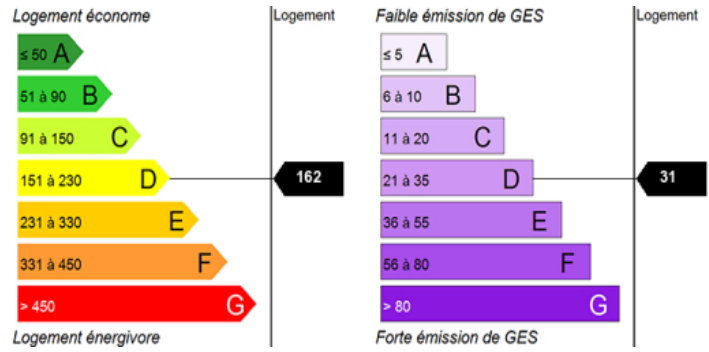 Logement économe
Logement
≤ 50 A
51 à 90 B
91 à 150 C
151 à 230 D
162
231 à 330 E
331 à 450 F
> 450 G
Logement énergivore
Faible émission de GES
Logement
≤ 5 A
6 à 10 B
11 à 20 C
21 à 35 D
31
36 à 55 E
56 à 80 F
> 80 G
Forte émission de GES